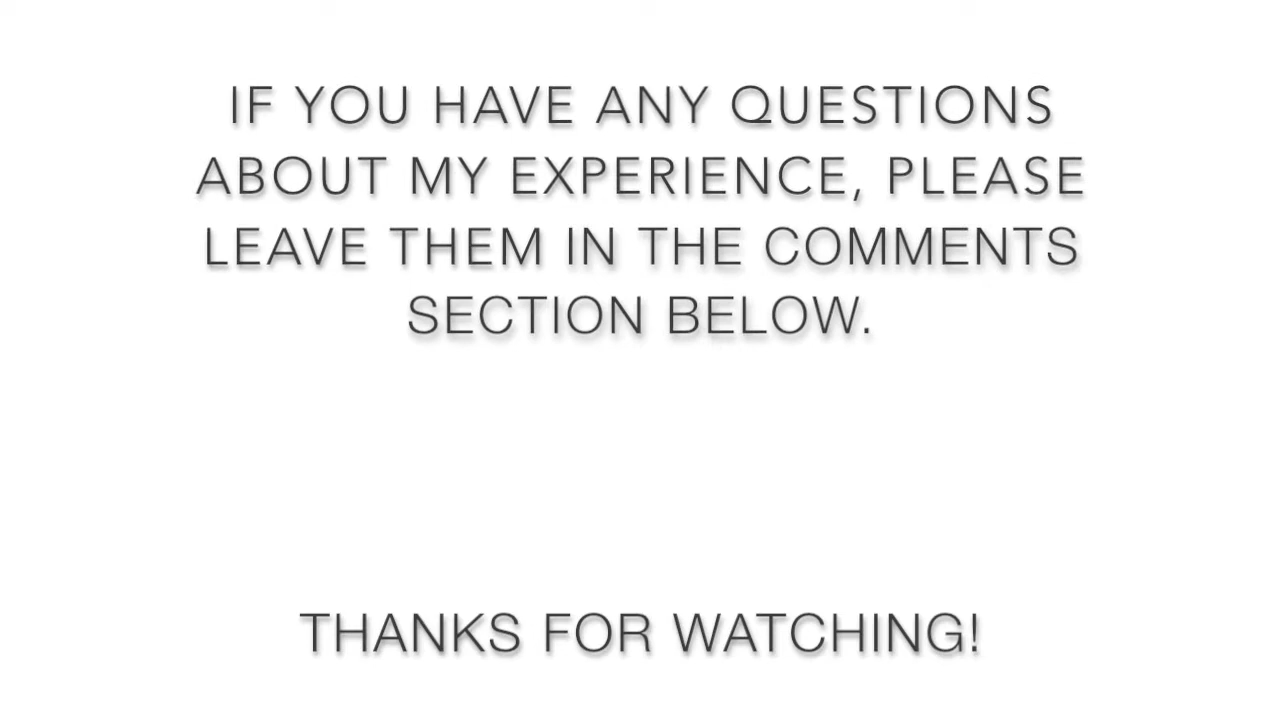 IF YOU HAVE ANY QUESTIONS
ABOUT MY EXPERIENCE, PLEASE
LEAVE THEM IN THE COMMENTS
SECTION BELOW.
THANKS FOR WATCHING!